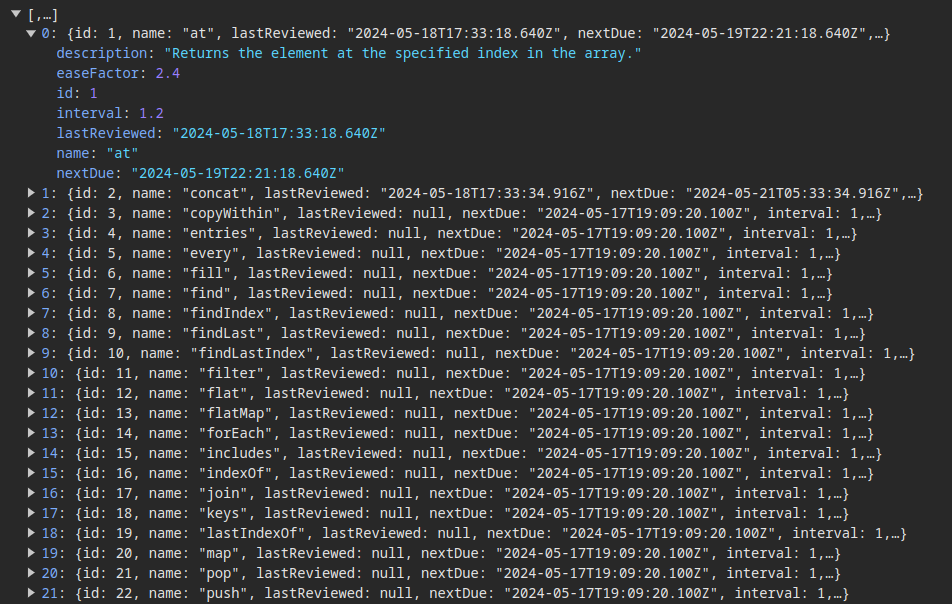 ▼ [,…]
▼ 0: {id: 1, name: "at", lastReviewed: "2024-05-18T17:33:18.640Z", nextDue: "2024-05-19T22:21:18.640Z",…}
description: "Returns the element at the specified index in the array."
easeFactor: 2.4
id: 1
interval: 1.2
lastReviewed: "2024-05-18T17:33:18.640Z"
name: "at"
nextDue: "2024-05-19T22:21:18.640Z"
▶ 1: {id: 2, name: "concat", lastReviewed: "2024-05-18T17:33:34.916Z", nextDue: "2024-05-21T05:33:34.916Z",…}
▶ 2: {id: 3, name: "copyWithin", lastReviewed: null, nextDue: "2024-05-17T19:09:20.100Z", interval: 1,…}
▶ 3: {id: 4, name: "entries", lastReviewed: null, nextDue: "2024-05-17T19:09:20.100Z", interval: 1,…}
▶ 4: {id: 5, name: "every", lastReviewed: null, nextDue: "2024-05-17T19:09:20.100Z", interval: 1,…}
▶ 5: {id: 6, name: "fill", lastReviewed: null, nextDue: "2024-05-17T19:09:20.100Z", interval: 1,…}
▶ 6: {id: 7, name: "find", lastReviewed: null, nextDue: "2024-05-17T19:09:20.100Z", interval: 1,…}
▶ 7: {id: 8, name: "findIndex", lastReviewed: null, nextDue: "2024-05-17T19:09:20.100Z", interval: 1,…}
▶ 8: {id: 9, name: "findLast", lastReviewed: null, nextDue: "2024-05-17T19:09:20.100Z", interval: 1,…}
▶ 9: {id: 10, name: "findLastIndex", lastReviewed: null, nextDue: "2024-05-17T19:09:20.100Z", interval: 1,…}
▶ 10: {id: 11, name: "filter", lastReviewed: null, nextDue: "2024-05-17T19:09:20.100Z", interval: 1,…}
▶ 11: {id: 12, name: "flat", lastReviewed: null, nextDue: "2024-05-17T19:09:20.100Z", interval: 1,…}
▶ 12: {id: 13, name: "flatMap", lastReviewed: null, nextDue: "2024-05-17T19:09:20.100Z", interval: 1,…}
▶ 13: {id: 14, name: "forEach", lastReviewed: null, nextDue: "2024-05-17T19:09:20.100Z", interval: 1,…}
▶ 14: {id: 15, name: "includes", lastReviewed: null, nextDue: "2024-05-17T19:09:20.100Z", interval: 1,…}
▶ 15: {id: 16, name: "indexOf", lastReviewed: null, nextDue: "2024-05-17T19:09:20.100Z", interval: 1,…}
▶ 16: {id: 17, name: "join", lastReviewed: null, nextDue: "2024-05-17T19:09:20.100Z", interval: 1,…}
▶ 17: {id: 18, name: "keys", lastReviewed: null, nextDue: "2024-05-17T19:09:20.100Z", interval: 1,…}
▶ 18: {id: 19, name: "lastIndexOf", lastReviewed: null, nextDue: "2024-05-17T19:09:20.100Z", interval: 1,…}
▶ 19: {id: 20, name: "map", lastReviewed: null, nextDue: "2024-05-17T19:09:20.100Z", interval: 1,…}
▶ 20: {id: 21, name: "pop", lastReviewed: null, nextDue: "2024-05-17T19:09:20.100Z", interval: 1,…}
▶ 21: {id: 22, name: "push", lastReviewed: null, nextDue: "2024-05-17T19:09:20.100Z", interval: 1,…}